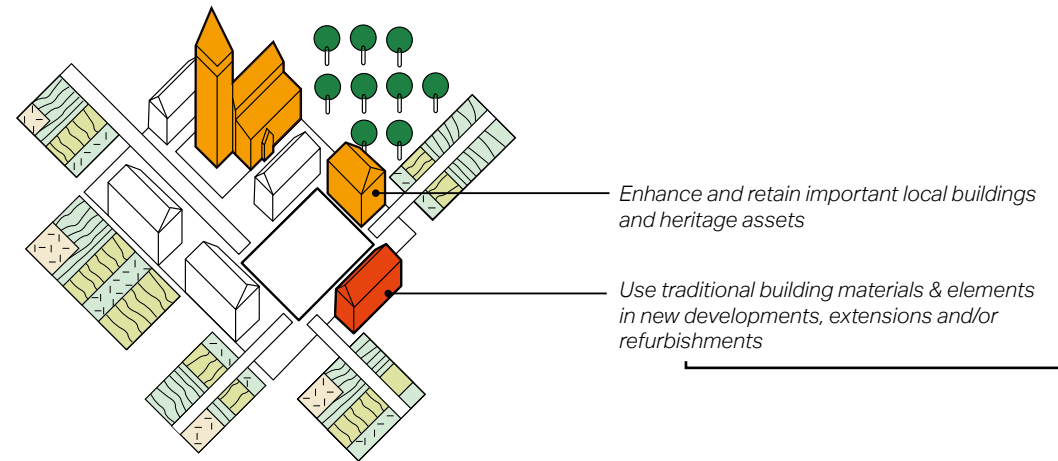 Enhance and retain important local buildings
and heritage assets
Use traditional building materials & elements
in new developments, extensions and/or
refurbishments